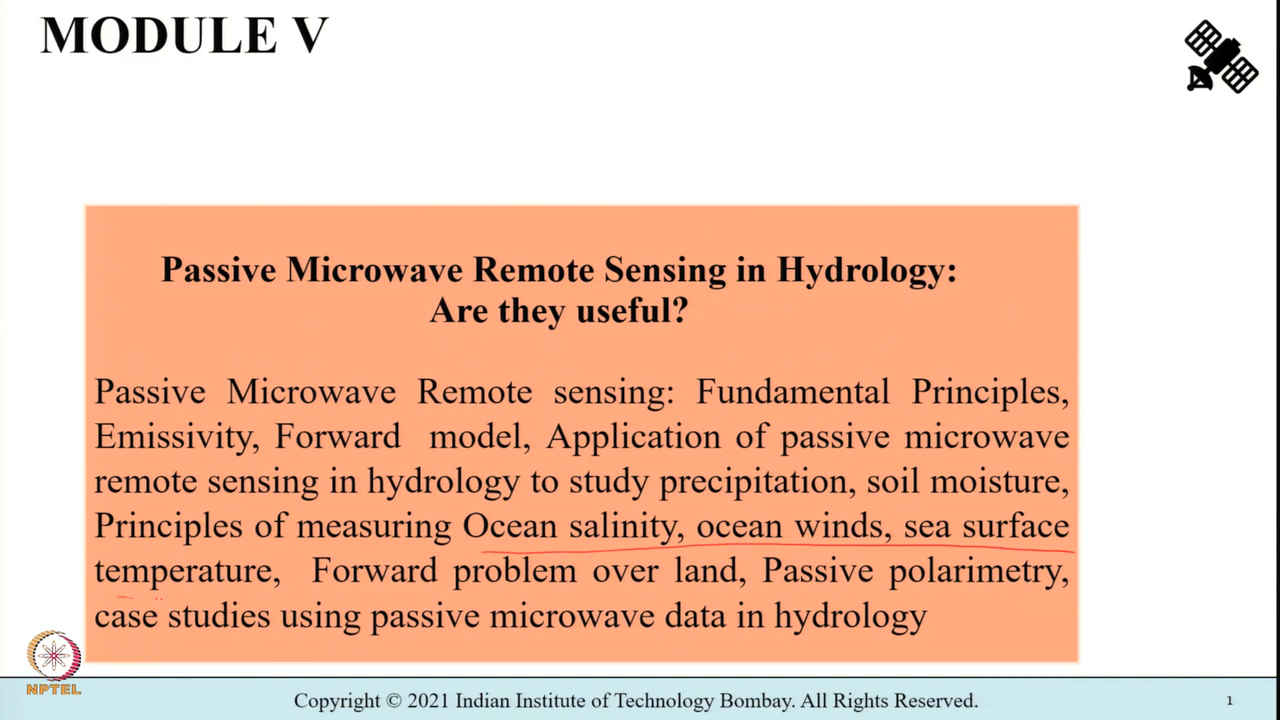 MODULE V
Passive Microwave Remote Sensing in Hydrology:
Are they useful?
Passive Microwave Remote sensing: Fundamental Principles,
Emissivity, Forward model, Application of passive microwave
remote sensing in hydrology to study precipitation, soil moisture,
Principles of measuring Ocean salinity, ocean winds, sea surface
temperature, Forward problem over land, Passive polarimetry,
case studies using passive microwave data in hydrology
NPTEL
Copyright © 2021 Indian Institute of Technology Bombay. All Rights Reserved.
1